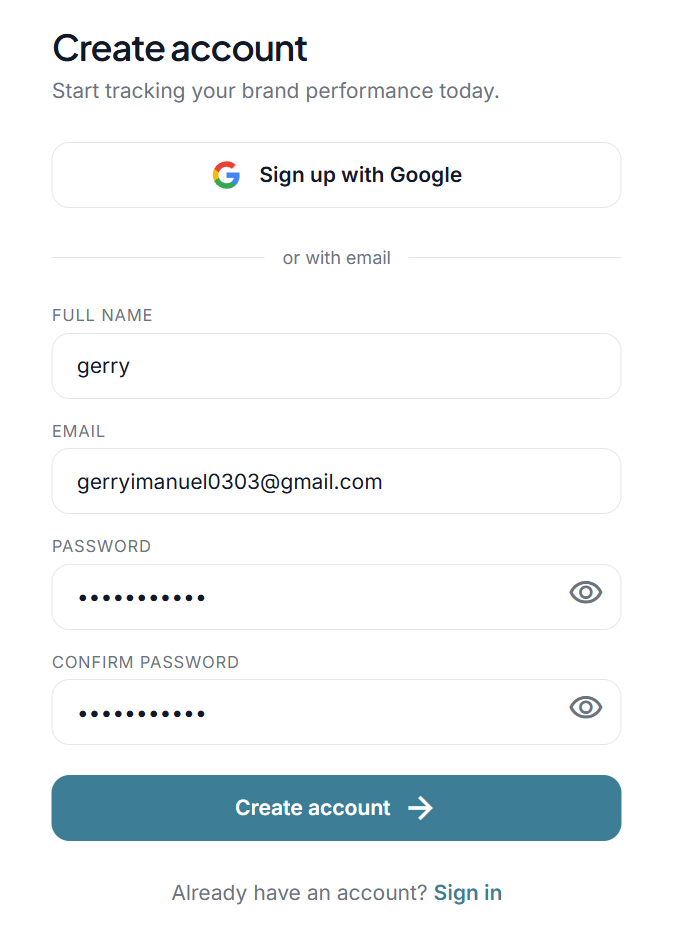 Create account
Start tracking your brand performance today.
Sign up with Google
or with email
FULL NAME
gerry
EMAIL
gerryimanuel0303@gmail.com
PASSWORD
•••••••••••
CONFIRM PASSWORD
•••••••••••
Create account →
Already have an account? Sign in